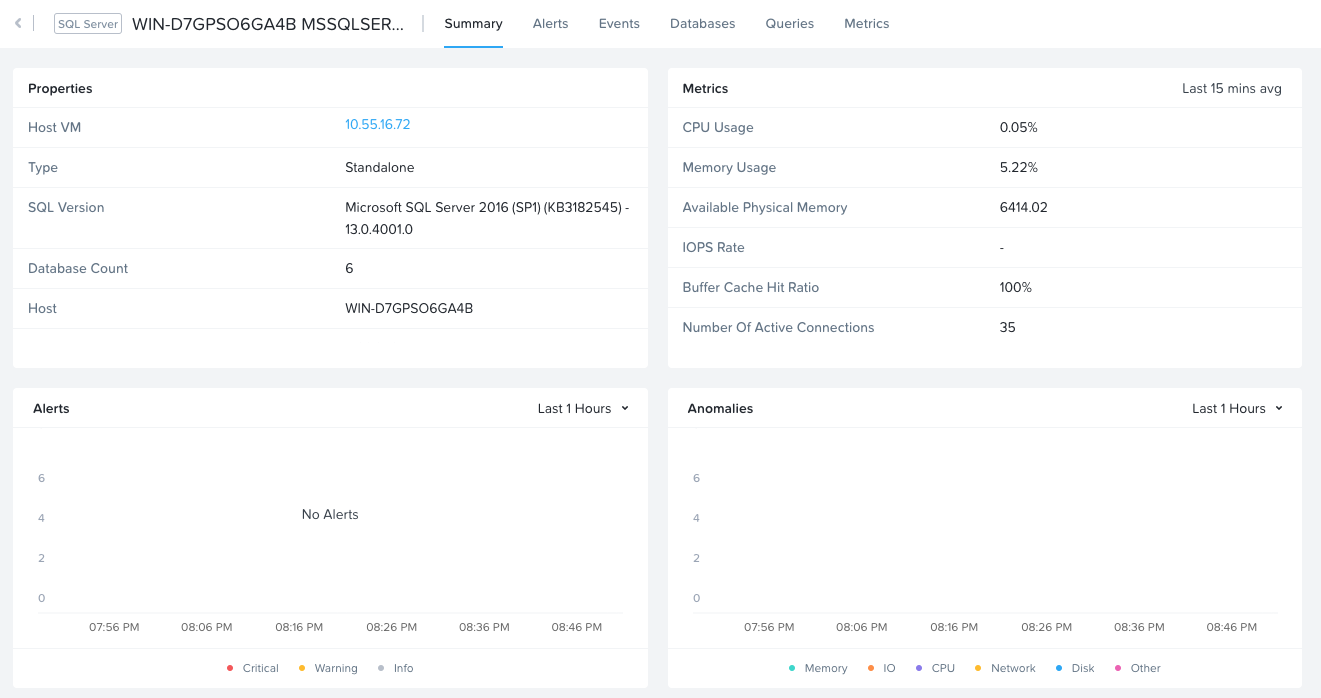 SQL Server WIN-D7GPSO6GA4B MSSQLSER... Summary Alerts Events Databases Queries Metrics
Properties
Host VM 10.55.16.72
Type Standalone
SQL Version Microsoft SQL Server 2016 (SP1) (KB3182545) -
13.0.4001.0
Database Count 6
Host WIN-D7GPSO6GA4B
Metrics Last 15 mins avg
CPU Usage 0.05%
Memory Usage 5.22%
Available Physical Memory 6414.02
IOPS Rate -
Buffer Cache Hit Ratio 100%
Number Of Active Connections 35
Alerts Last 1 Hours
6
No Alerts
4
2
0
07:56 PM 08:06 PM 08:16 PM 08:26 PM 08:36 PM 08:46 PM
Critical Warning Info
Anomalies Last 1 Hours
6
4
2
0
07:56 PM 08:06 PM 08:16 PM 08:26 PM 08:36 PM 08:46 PM
Memory IO CPU Network Disk Other